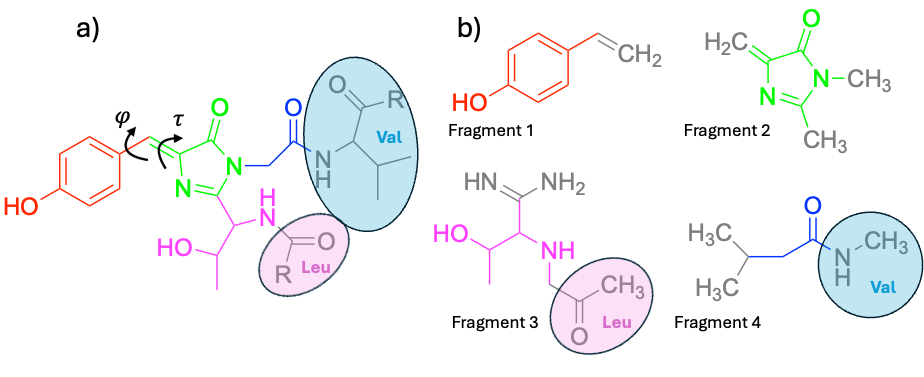 a)
φ
τ
O
O
O
R
Val
N
N
H
N
HO
H
N
HO
O
R
Leu
b)
CH2
HO
Fragment 1
O
H2C
N
CH3
N
CH3
Fragment 2
HN
NH2
HO
NH
CH3
O
Leu
Fragment 3
O
H3C
CH3
N
H
H3C
Val
Fragment 4